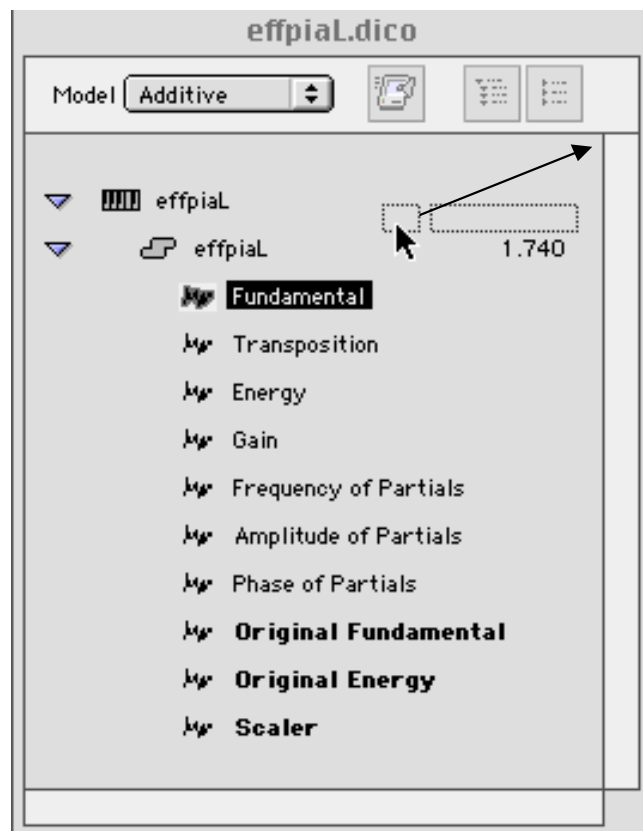 effpiaL.dico
Model Additive
effpiaL
effpiaL 1.740
Fundamental
Transposition
Energy
Gain
Frequency of Partials
Amplitude of Partials
Phase of Partials
Original Fundamental
Original Energy
Scaler